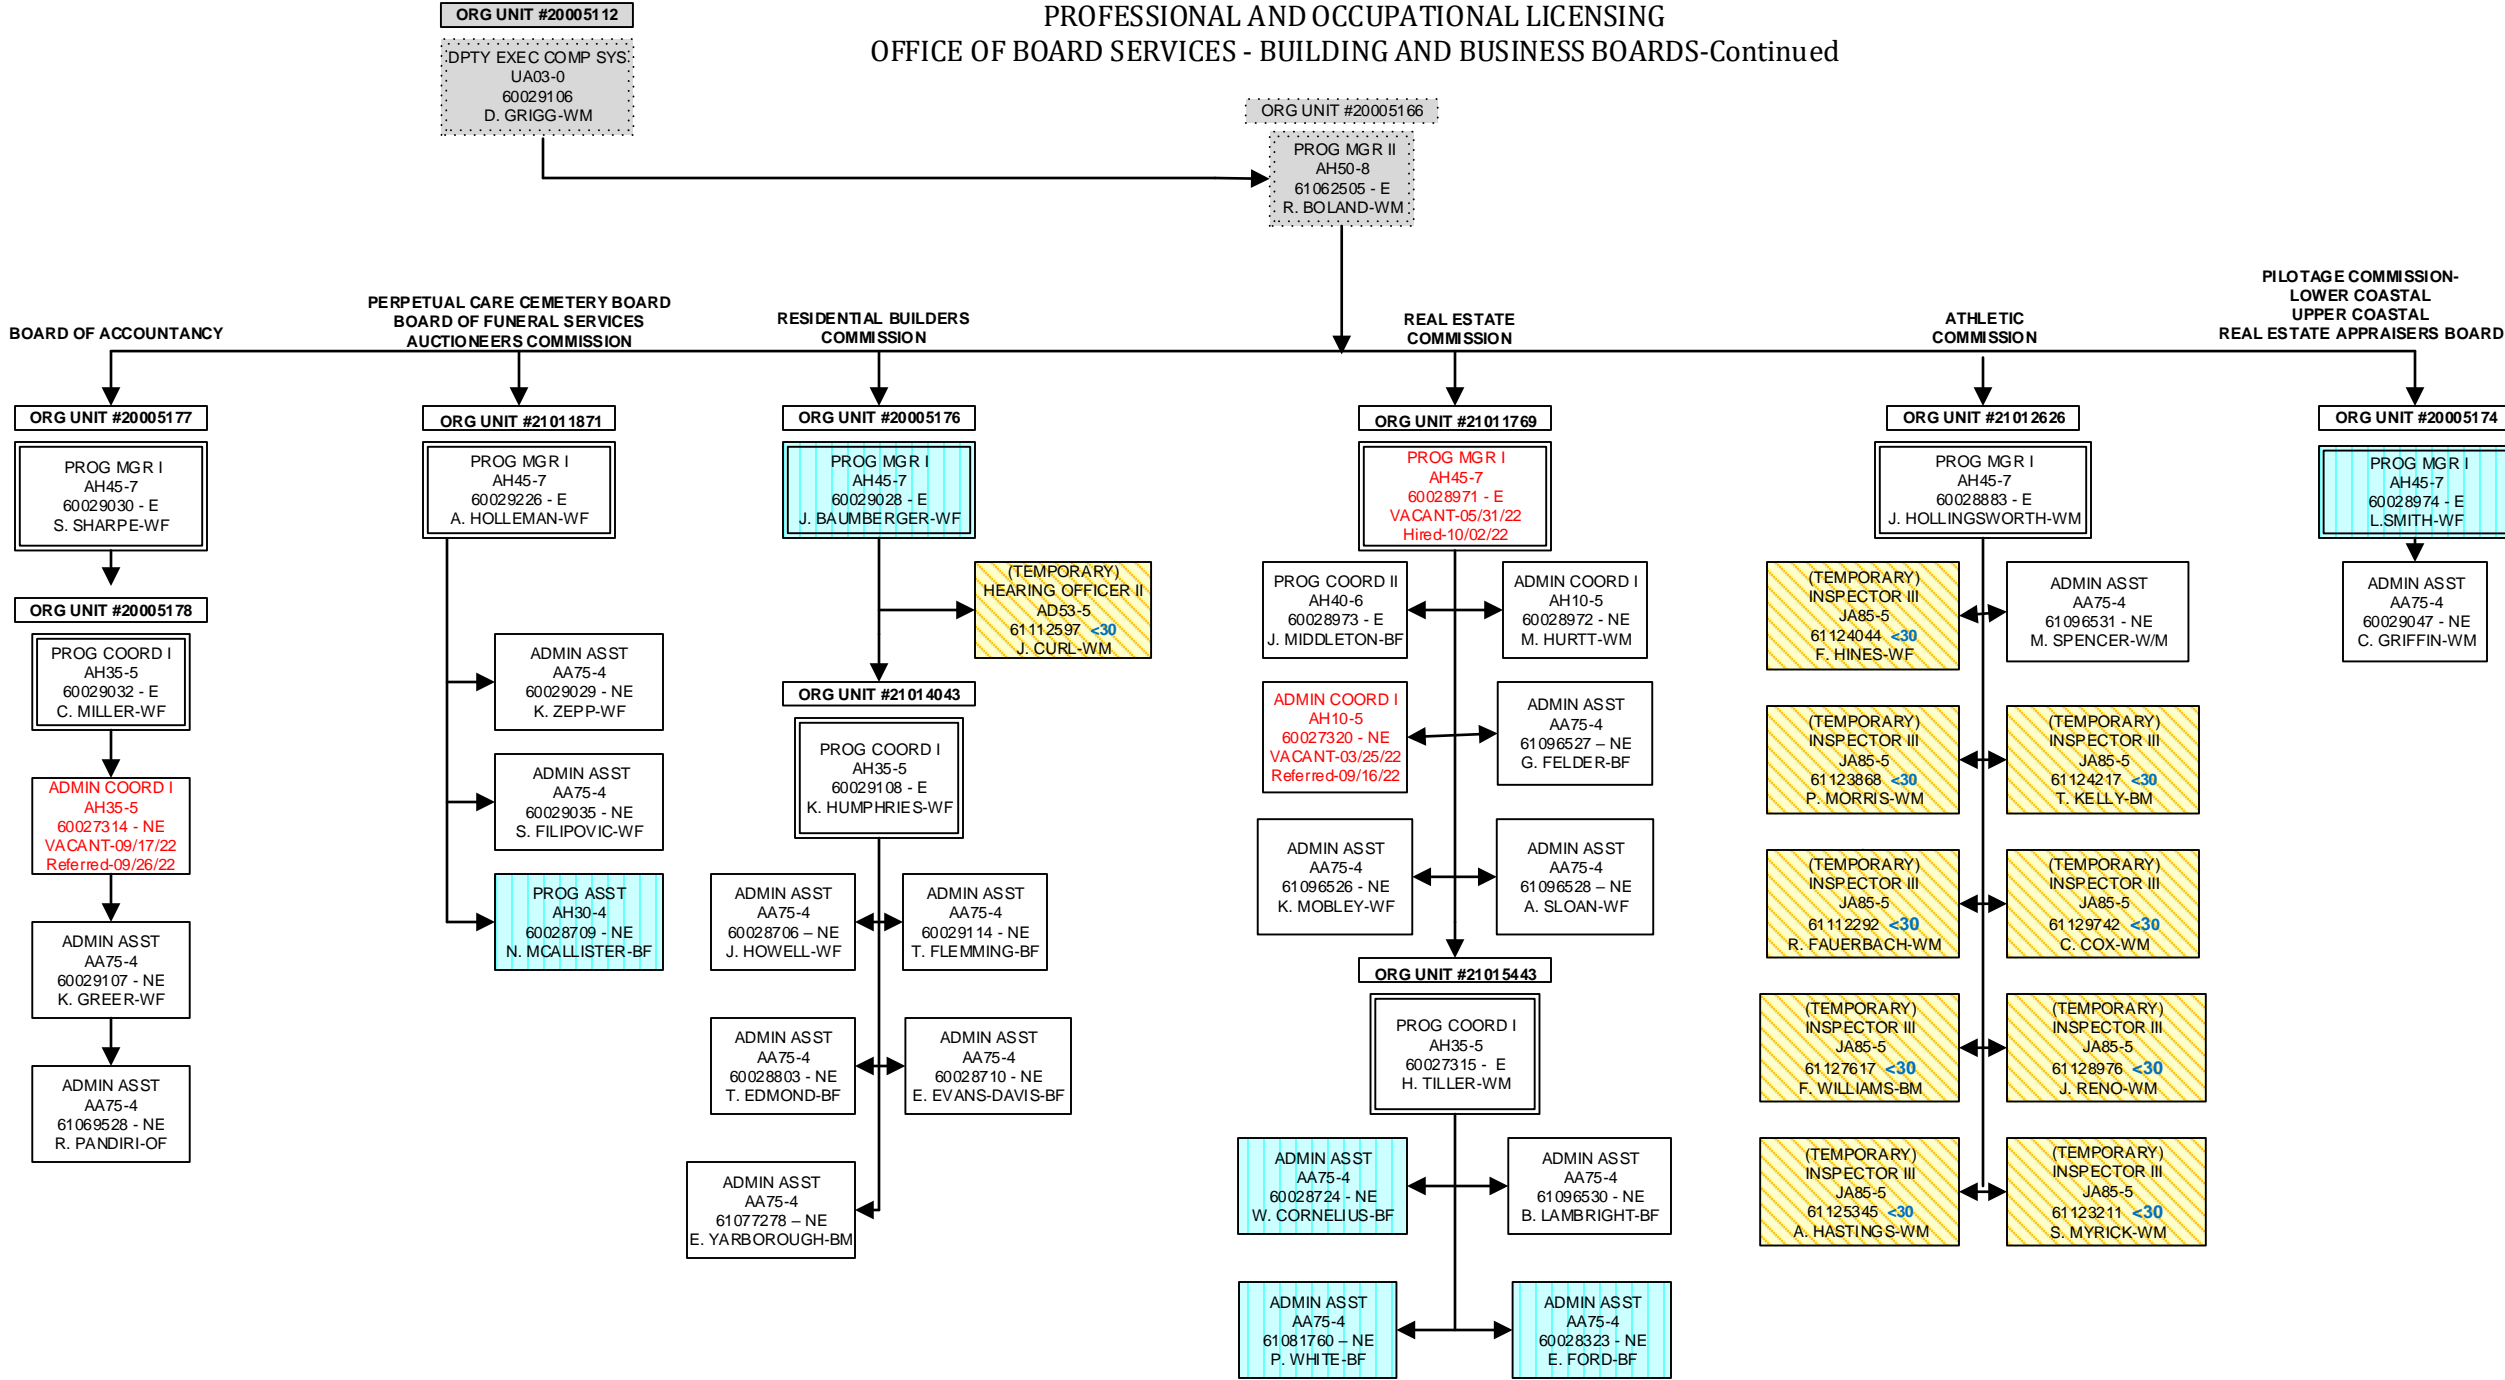 PROFESSIONAL AND OCCUPATIONAL LICENSING
OFFICE OF BOARD SERVICES - BUILDING AND BUSINESS BOARDS-Continued
ORG UNIT #20005112
DPTY EXEC COMP SYS
UA03-0
60029106
D. GRIGG-WM
ORG UNIT #20005166
PROG MGR II
AH50-8
61062505 - E
R. BOLAND-WM
BOARD OF ACCOUNTANCY
ORG UNIT #20005177
PROG MGR I
AH45-7
60029030 - E
S. SHARPE-WF
ORG UNIT #20005178
PROG COORD I
AH35-5
60029032 - E
C. MILLER-WF
ADMIN COORD I
AH35-5
60027314 - NE
VACANT-09/17/22
Referred-09/26/22
ADMIN ASST
AA75-4
60029107 - NE
K. GREER-WF
ADMIN ASST
AA75-4
61069528 - NE
R. PANDIRI-OF
PERPETUAL CARE CEMETERY BOARD
BOARD OF FUNERAL SERVICES
AUCTIONEERS COMMISSION
ORG UNIT #21011871
PROG MGR I
AH45-7
60029226 - E
A. HOLLEMAN-WF
ADMIN ASST
AA75-4
60029029 - NE
K. ZEPP-WF
ADMIN ASST
AA75-4
60029035 - NE
S. FILIPOVIC-WF
PROG ASST
AH30-4
60028709 - NE
N. MCALLISTER-BF
RESIDENTIAL BUILDERS
COMMISSION
ORG UNIT #20005176
PROG MGR I
AH45-7
60029028 - E
J. BAUMBERGER-WF
(TEMPORARY)
HEARING OFFICER II
AD53-5
61112597 <30
J. CURL-WM
ORG UNIT #21014043
PROG COORD I
AH35-5
60029108 - E
K. HUMPHRIES-WF
ADMIN ASST
AA75-4
60028706 – NE
J. HOWELL-WF
ADMIN ASST
AA75-4
60029114 - NE
T. FLEMMING-BF
ADMIN ASST
AA75-4
60028803 - NE
T. EDMOND-BF
ADMIN ASST
AA75-4
60028710 - NE
E. EVANS-DAVIS-BF
ADMIN ASST
AA75-4
61077278 – NE
E. YARBOROUGH-BM
REAL ESTATE
COMMISSION
ORG UNIT #21011769
PROG MGR I
AH45-7
60028971 - E
VACANT-05/31/22
Hired-10/02/22
PROG COORD II
AH40-6
60028973 - E
J. MIDDLETON-BF
ADMIN COORD I
AH10-5
60028972 - NE
M. HURTT-WM
ADMIN COORD I
AH10-5
60027320 - NE
VACANT-03/25/22
Referred-09/16/22
ADMIN ASST
AA75-4
61096527 – NE
G. FELDER-BF
ADMIN ASST
AA75-4
61096526 - NE
K. MOBLEY-WF
ADMIN ASST
AA75-4
61096528 – NE
A. SLOAN-WF
ORG UNIT #21015443
PROG COORD I
AH35-5
60027315 - E
H. TILLER-WM
ADMIN ASST
AA75-4
60028724 - NE
W. CORNELIUS-BF
ADMIN ASST
AA75-4
61096530 - NE
B. LAMBRIGHT-BF
ADMIN ASST
AA75-4
61081760 – NE
P. WHITE-BF
ADMIN ASST
AA75-4
60028323 - NE
E. FORD-BF
ATHLETIC
COMMISSION
ORG UNIT #21012626
PROG MGR I
AH45-7
60028883 - E
J. HOLLINGSWORTH-WM
(TEMPORARY)
INSPECTOR III
JA85-5
61124044 <30
F. HINES-WF
ADMIN ASST
AA75-4
61096531 - NE
M. SPENCER-W/M
(TEMPORARY)
INSPECTOR III
JA85-5
61123868 <30
P. MORRIS-WM
(TEMPORARY)
INSPECTOR III
JA85-5
61124217 <30
T. KELLY-BM
(TEMPORARY)
INSPECTOR III
JA85-5
61112292 <30
R. FAUERBACH-WM
(TEMPORARY)
INSPECTOR III
JA85-5
61129742 <30
C. COX-WM
(TEMPORARY)
INSPECTOR III
JA85-5
61127617 <30
F. WILLIAMS-BM
(TEMPORARY)
INSPECTOR III
JA85-5
61128976 <30
J. RENO-WM
(TEMPORARY)
INSPECTOR III
JA85-5
61125345 <30
A. HASTINGS-WM
(TEMPORARY)
INSPECTOR III
JA85-5
61123211 <30
S. MYRICK-WM
PILOTAGE COMMISSION-
LOWER COASTAL
UPPER COASTAL
REAL ESTATE APPRAISERS BOARD
ORG UNIT #20005174
PROG MGR I
AH45-7
60028974 - E
L.SMITH-WF
ADMIN ASST
AA75-4
60029047 - NE
C. GRIFFIN-WM